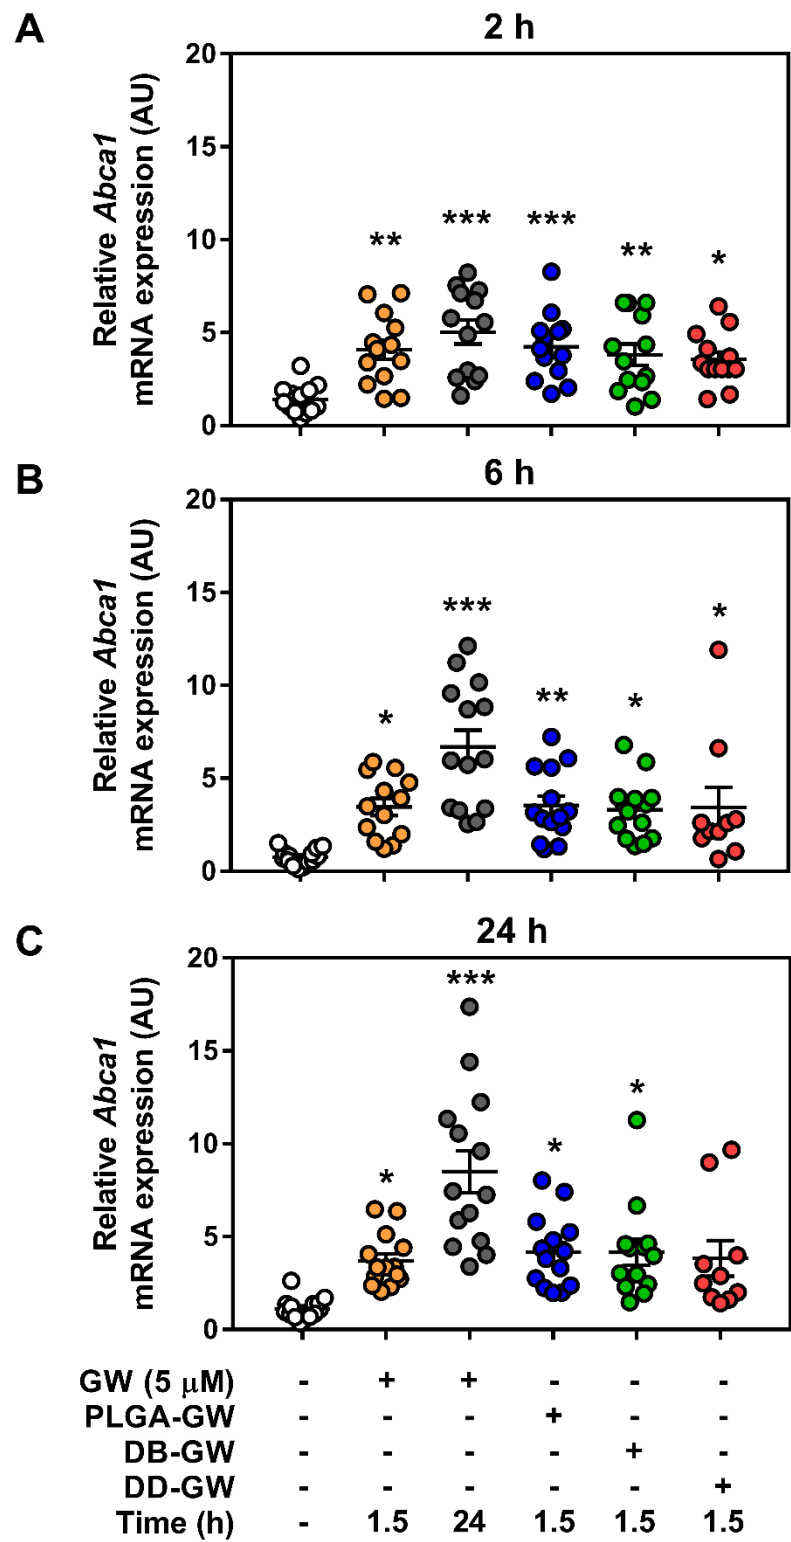 A
2 h
Relative Abca1
mRNA expression (AU)
20
15
10
5
0
** *** *** ** *
B
6 h
Relative Abca1
mRNA expression (AU)
20
15
10
5
0
* *** ** * *
C
24 h
Relative Abca1
mRNA expression (AU)
20
15
10
5
0
* *** * *
GW (5 μM) - + + - - -
PLGA-GW - - - + - -
DB-GW - - - - + -
DD-GW - - - - - +
Time (h) - 1.5 24 1.5 1.5 1.5